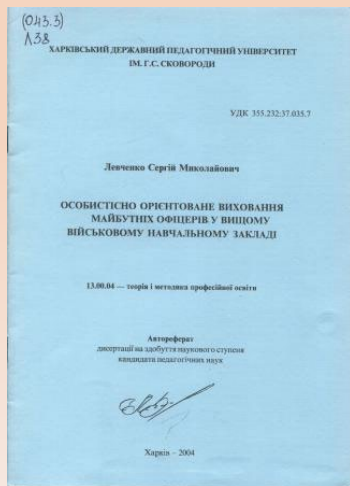 (043.3)
Л38
ХАРКІВСЬКИЙ ДЕРЖАВНИЙ ПЕДАГОГІЧНИЙ УНІВЕРСИТЕТ
ІМ. Г.С. СКОВОРОДИ
УДК 355.232:37.035.7
Левченко Сергій Миколайович
ОСОБИСТІСНО ОРІЄНТОВАНЕ ВИХОВАННЯ
МАЙБУТНІХ ОФІЦЕРІВ У ВИЩОМУ
ВІЙСЬКОВОМУ НАВЧАЛЬНОМУ ЗАКЛАДІ
13.00.04 — теорія і методика професійної освіти
Автореферат
дисертації на здобуття наукового ступеня
кандидата педагогічних наук
Харків – 2004